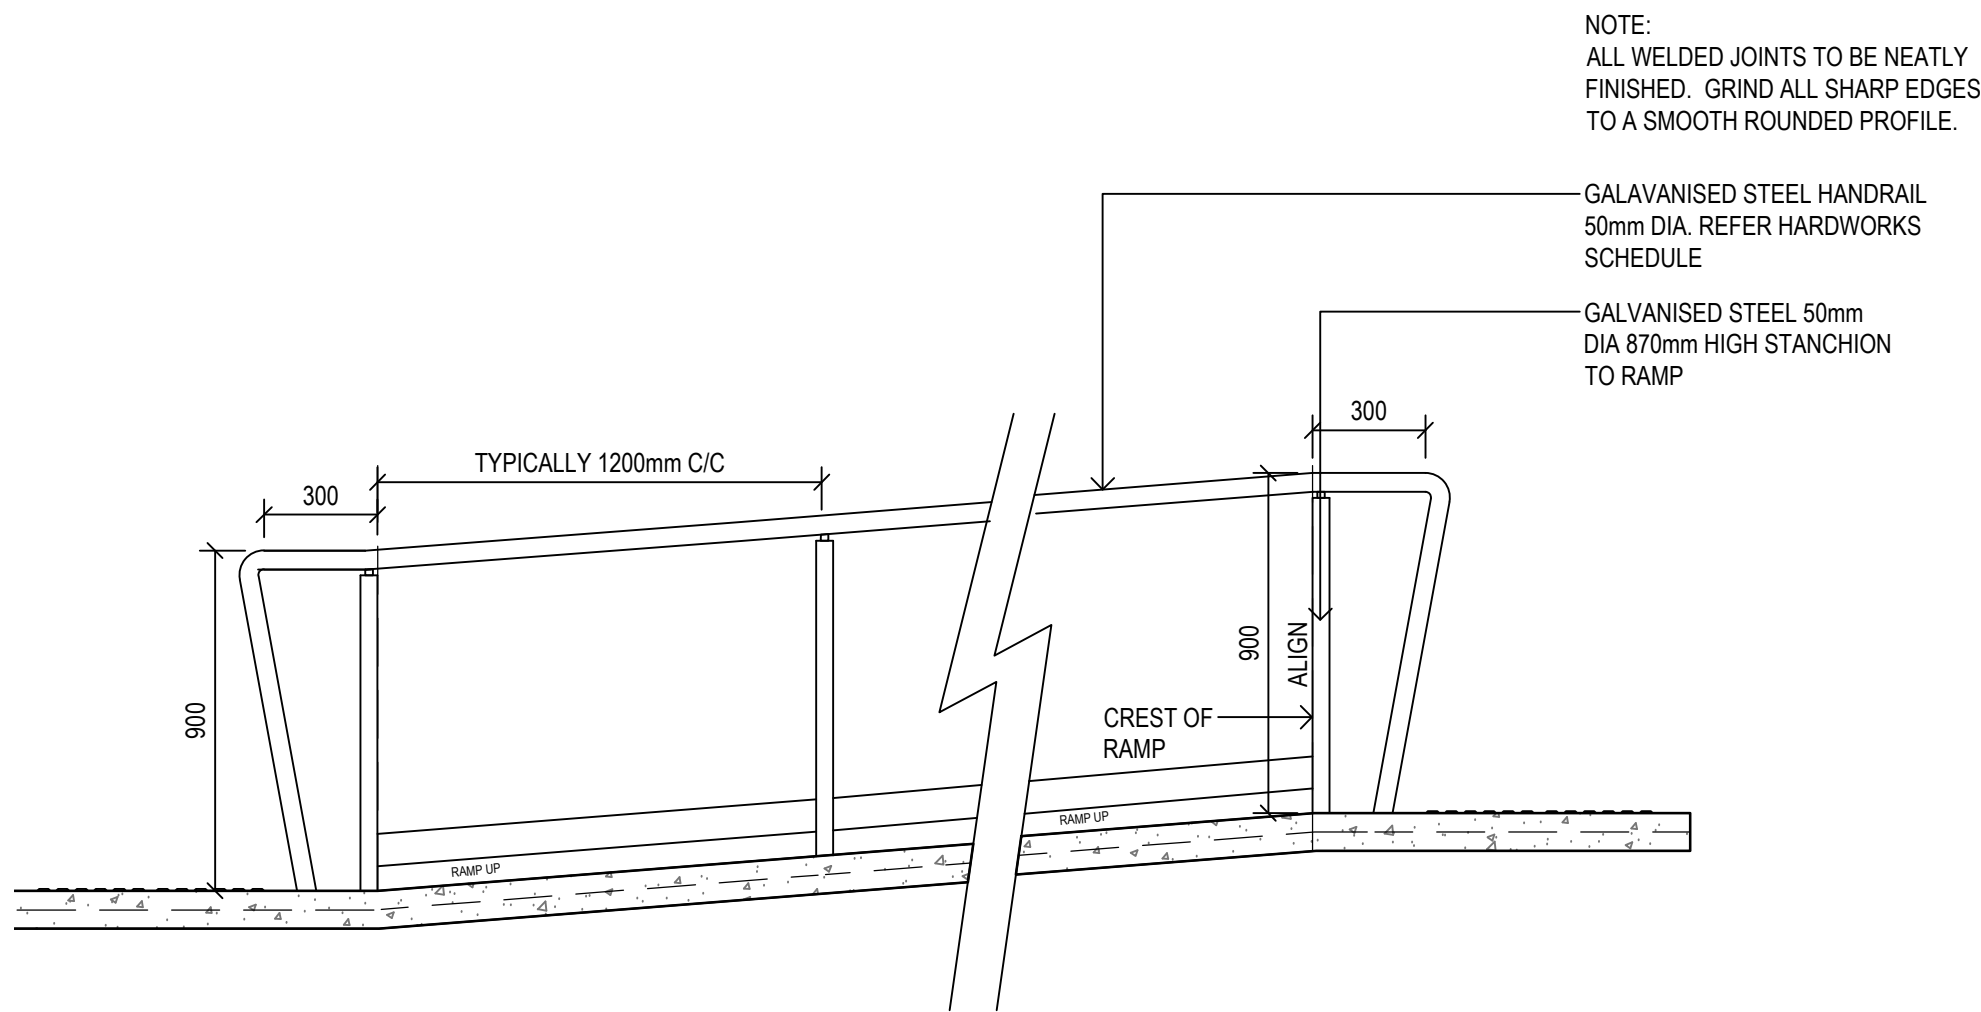 NOTE:
ALL WELDED JOINTS TO BE NEATLY
FINISHED. GRIND ALL SHARP EDGES
TO A SMOOTH ROUNDED PROFILE.
GALAVANISED STEEL HANDRAIL
50mm DIA. REFER HARDWORKS
SCHEDULE
GALVANISED STEEL 50mm
DIA 870mm HIGH STANCHION
TO RAMP
300
TYPICALLY 1200mm C/C
300
900
900
ALIGN
CREST OF
RAMP
RAMP UP
RAMP UP